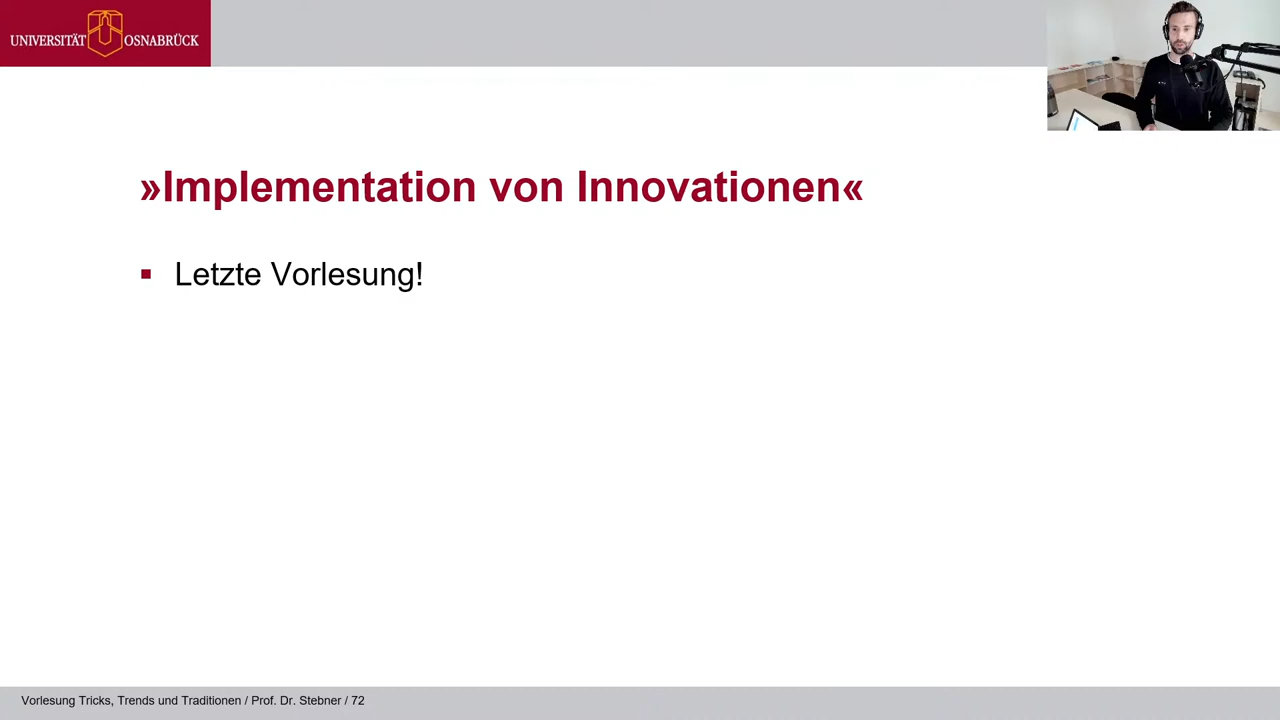 UNIVERSITÄT OSNABRÜCK
»Implementation von Innovationen«
▪ Letzte Vorlesung!
Vorlesung Tricks, Trends und Traditionen / Prof. Dr. Stebner / 72